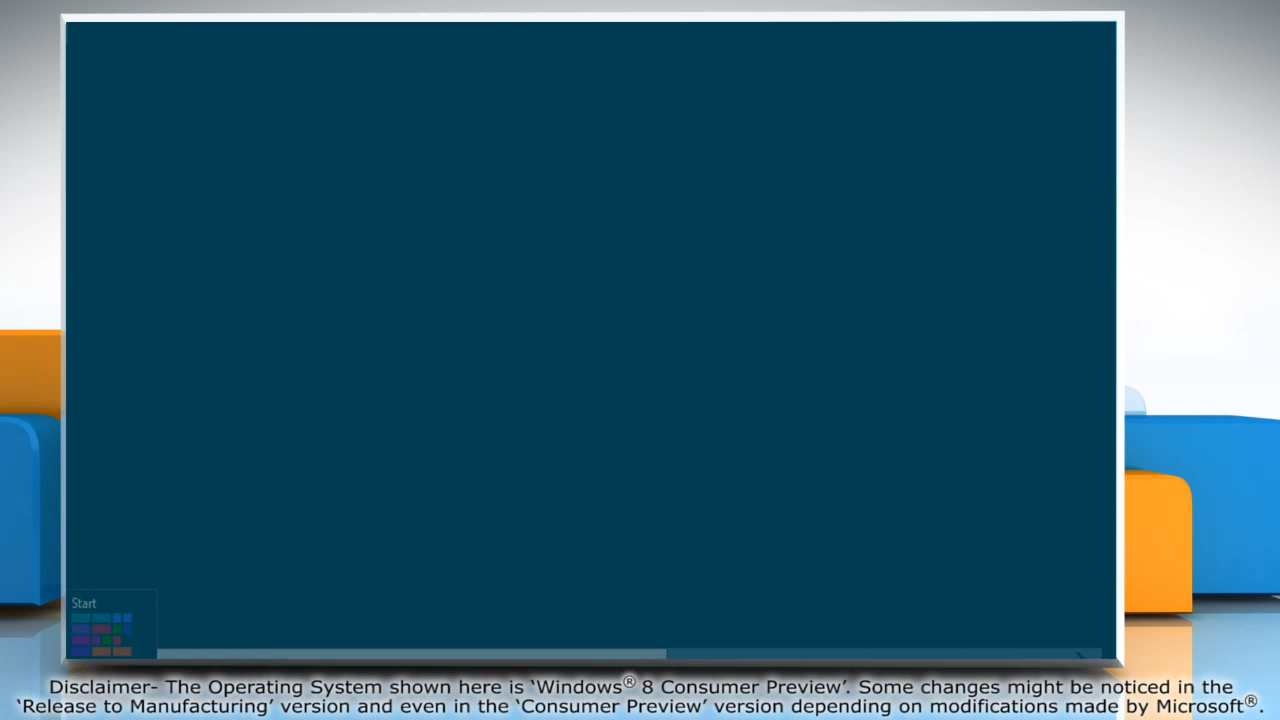 Start
Disclaimer- The Operating System shown here is ‘Windows® 8 Consumer Preview’. Some changes might be noticed in the
‘Release to Manufacturing’ version and even in the ‘Consumer Preview’ version depending on modifications made by Microsoft®.